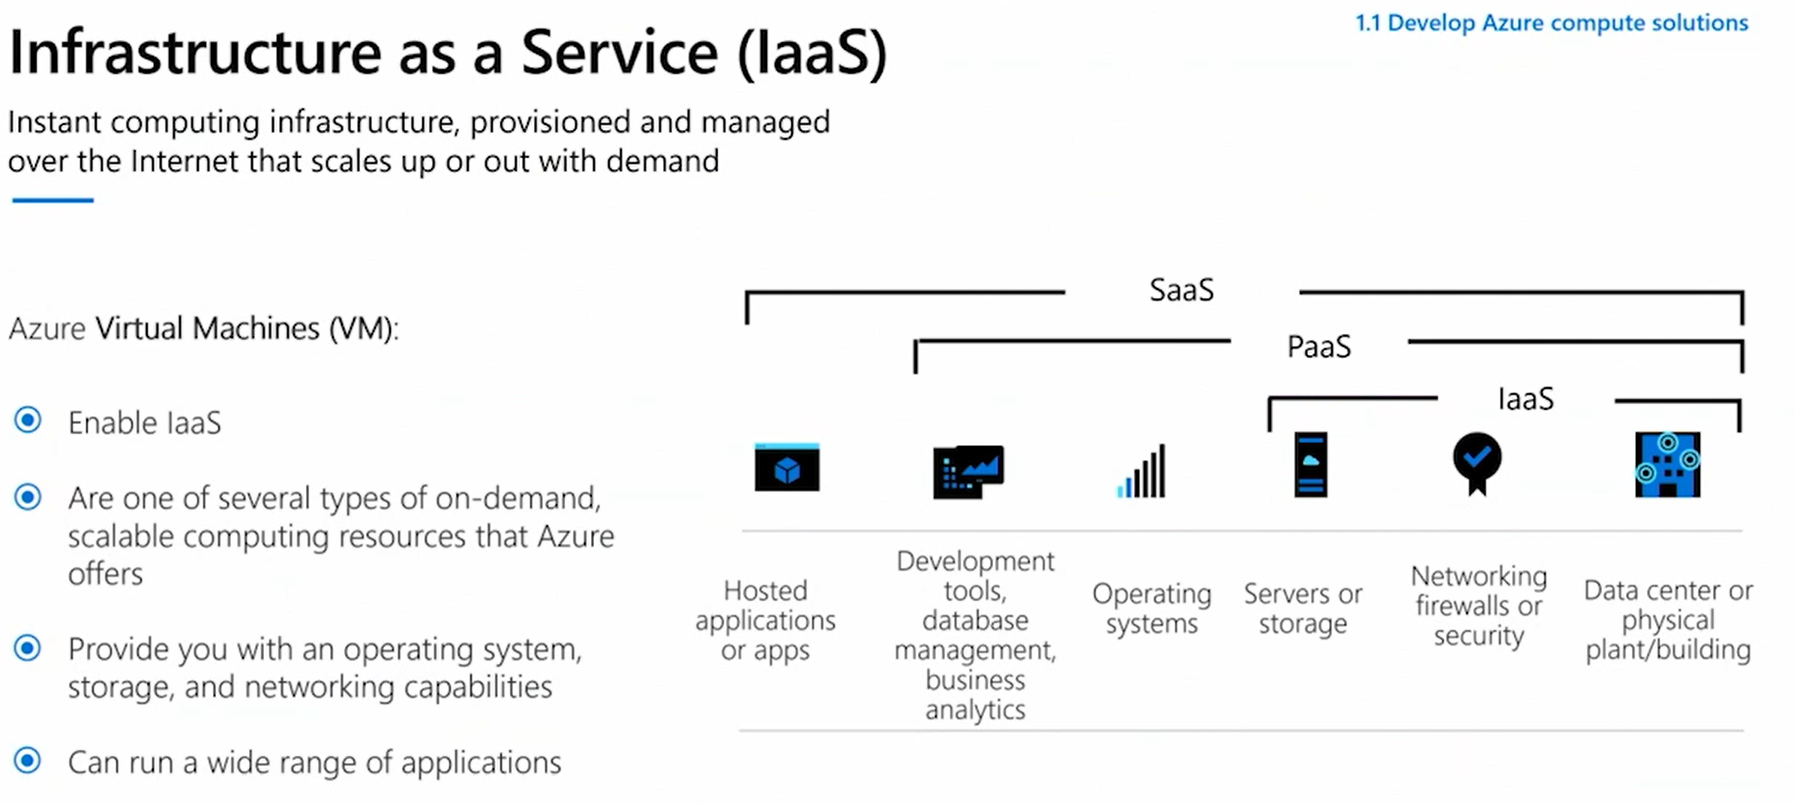 1.1 Develop Azure compute solutions
Infrastructure as a Service (IaaS)
Instant computing infrastructure, provisioned and managed
over the Internet that scales up or out with demand
Azure Virtual Machines (VM):
Enable IaaS
Are one of several types of on-demand,
scalable computing resources that Azure
offers
Provide you with an operating system,
storage, and networking capabilities
Can run a wide range of applications
SaaS
PaaS
IaaS
Hosted
applications
or apps
Development
tools,
database
management,
business
analytics
Operating
systems
Servers or
storage
Networking
firewalls or
security
Data center or
physical
plant/building